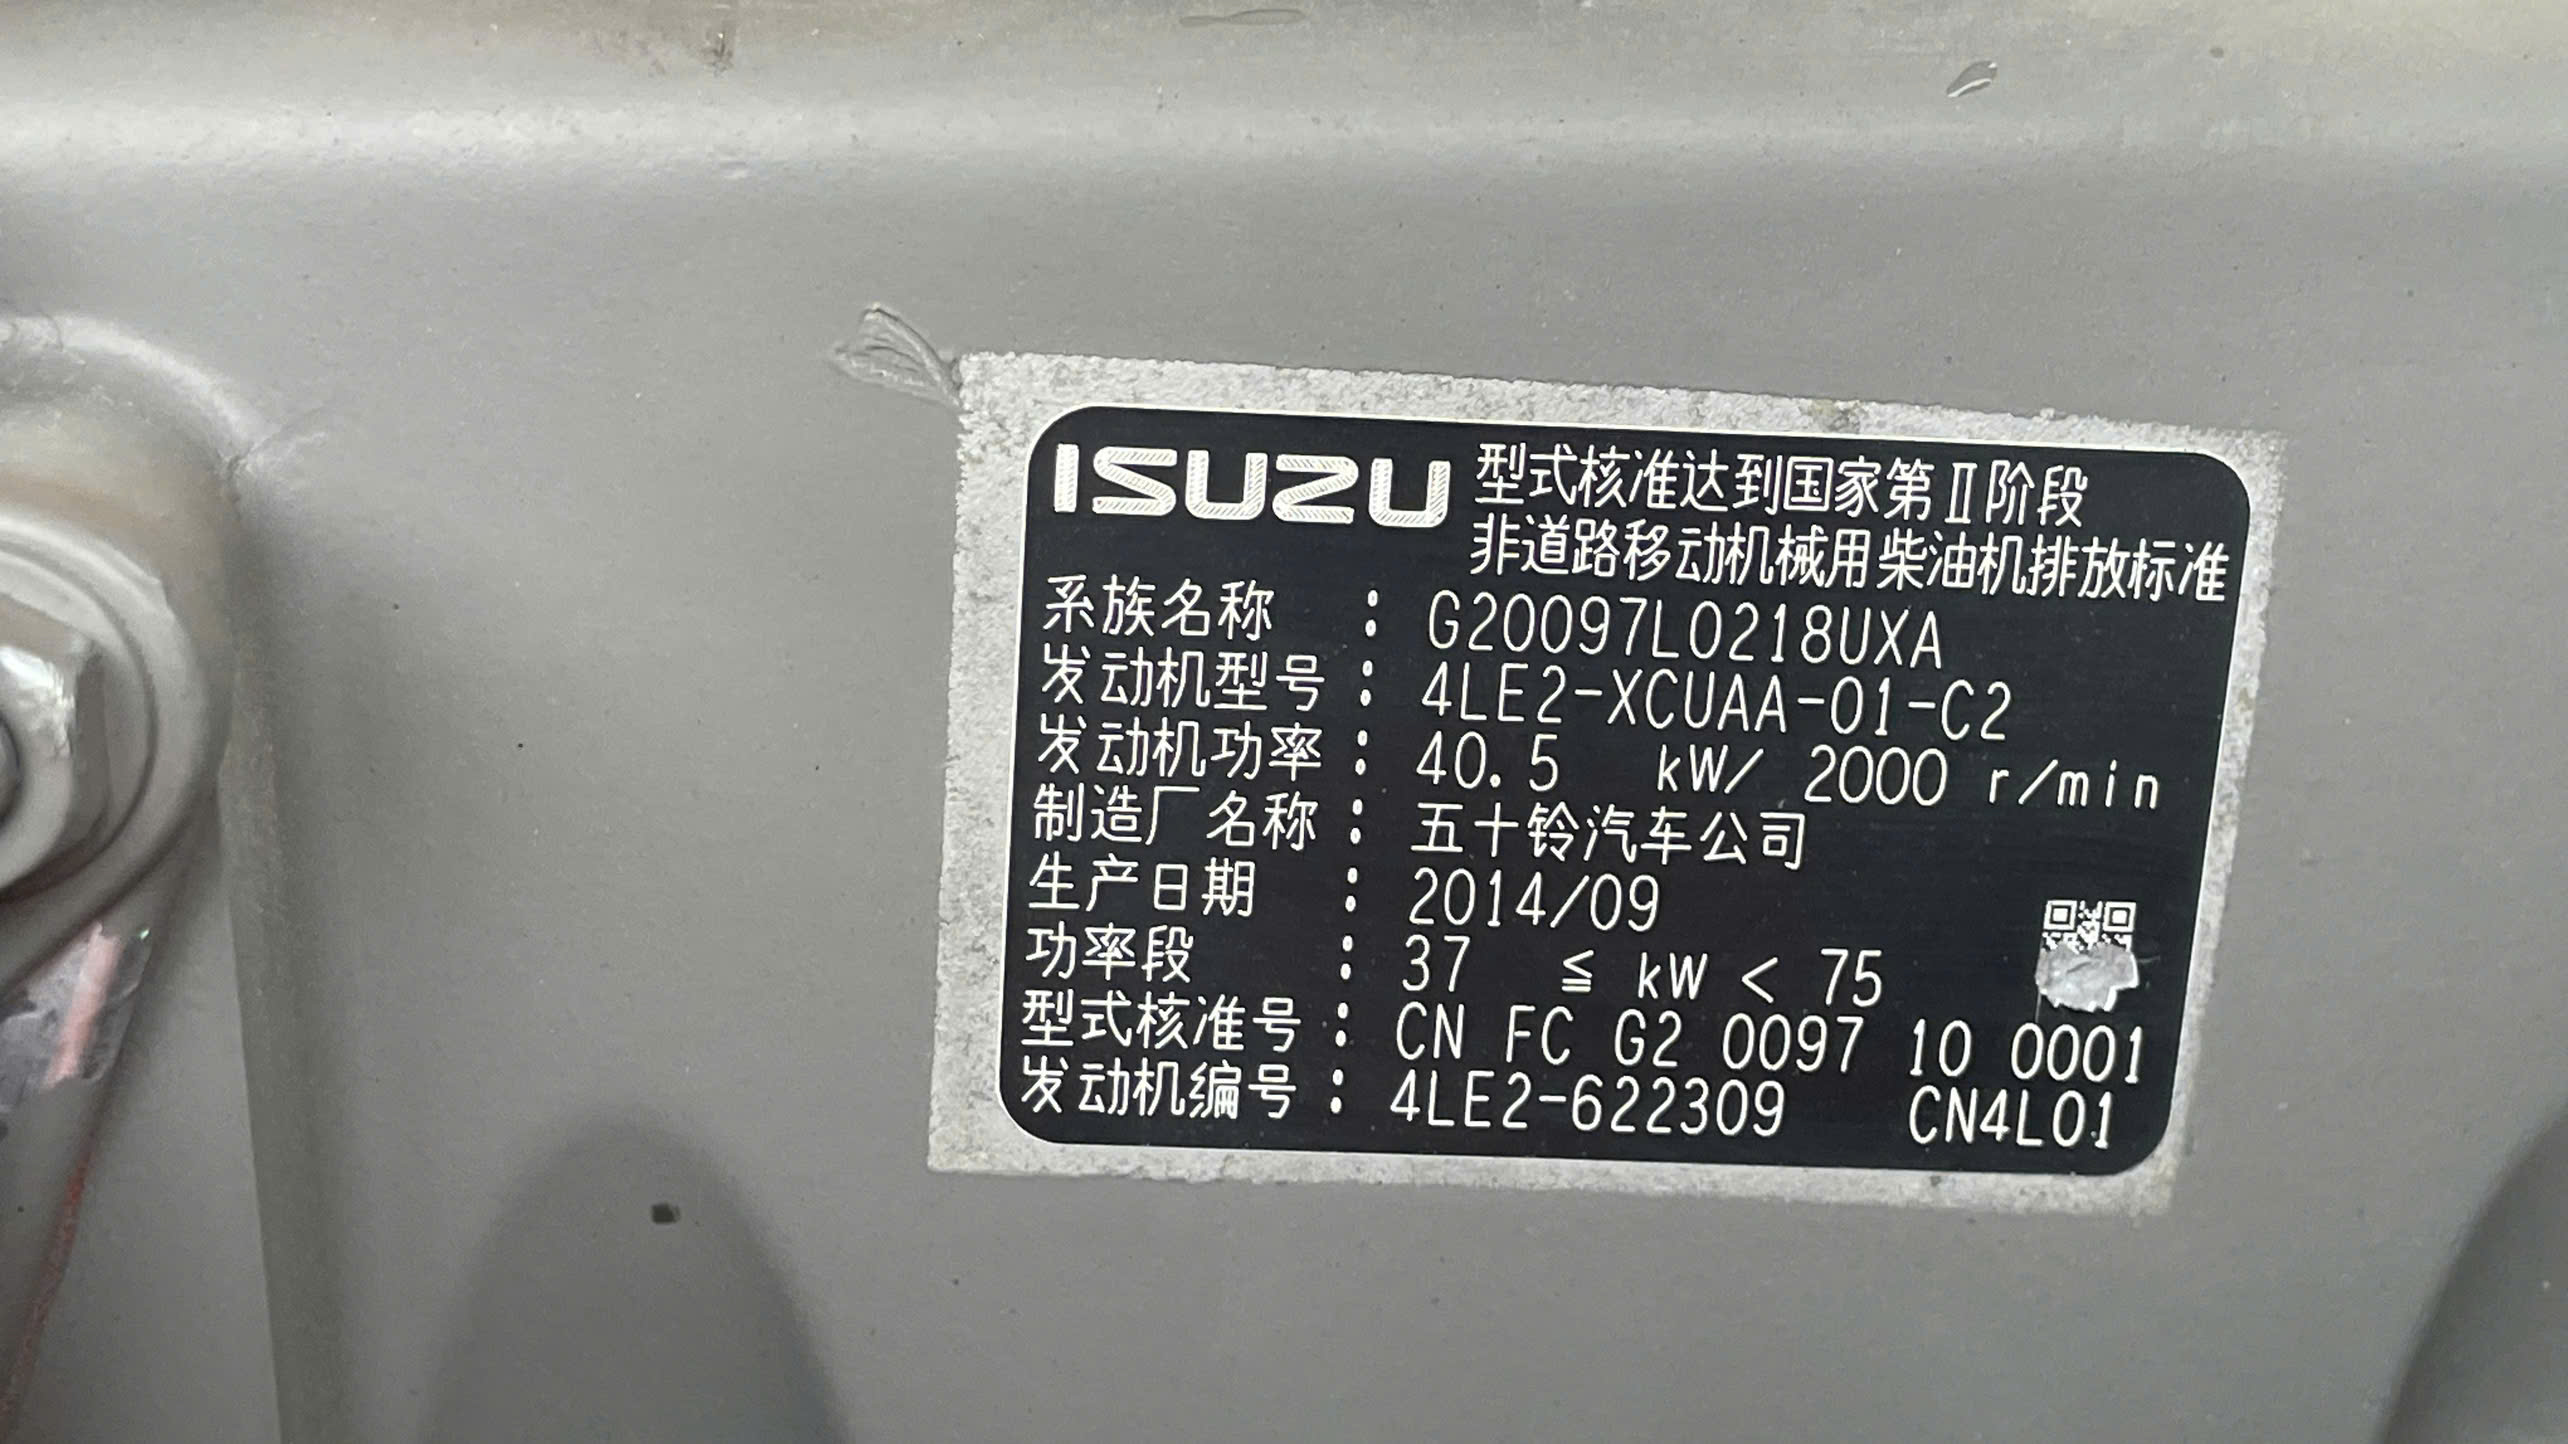 ISUZU 型式核准达到国家第Ⅱ阶段
非道路移动机械用柴油机排放标准
系族名称 : G20097L0218UXA
发动机型号 : 4LE2-XCUAA-01-C2
发动机功率 : 40.5 kW/ 2000 r/min
制造厂名称 : 五十铃汽车公司
生产日期 : 2014/09
功率段 : 37 ≦ kW < 75
型式核准号 : CN FC G2 0097 10 0001
发动机编号 : 4LE2-622309 CN4L01